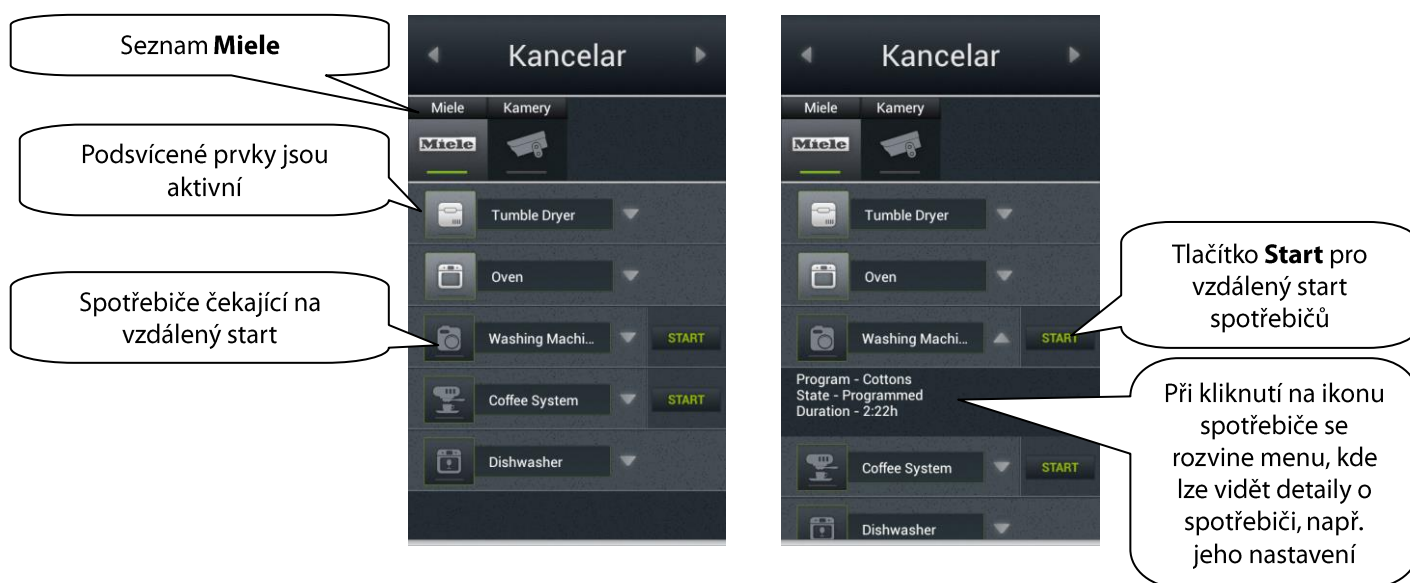 Seznam Miele
Podsvícené prvky jsou
aktivní
Spotřebiče čekající na
vzdálený start
Kancelar
Miele Kamery
Miele
Tumble Dryer
Oven
Washing Machi...
START
Coffee System
START
Dishwasher
Kancelar
Miele Kamery
Miele
Tumble Dryer
Oven
Washing Machi...
START
Program - Cottons
State - Programmed
Duration - 2:22h
Coffee System
START
Dishwasher
Tlačítko Start pro
vzdálený start
spotřebičů
Při kliknutí na ikonu
spotřebiče se
rozvine menu, kde
lze vidět detaily o
spotřebiči, např.
jeho nastavení